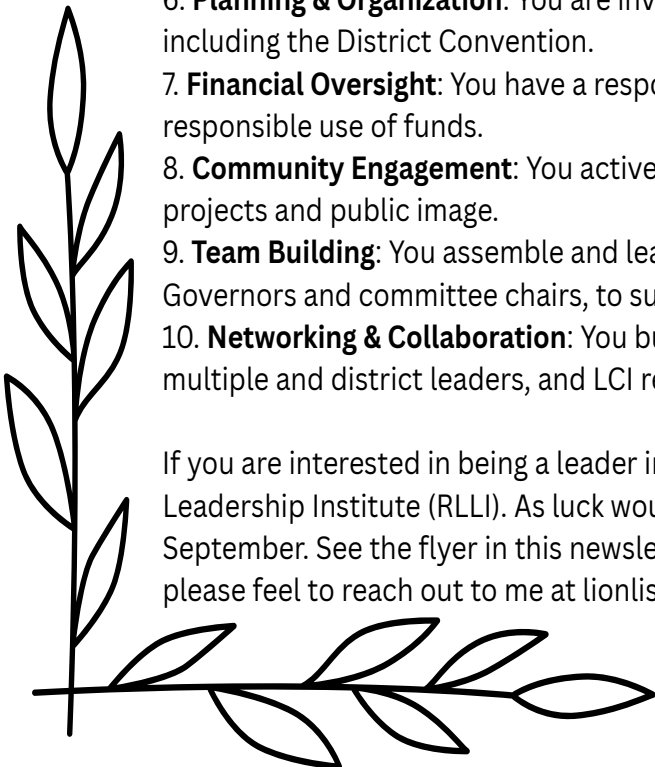 6. Planning & Organization: You are inv
including the District Convention.
7. Financial Oversight: You have a respo
responsible use of funds.
8. Community Engagement: You active
projects and public image.
9. Team Building: You assemble and lea
Governors and committee chairs, to su
10. Networking & Collaboration: You bu
multiple and district leaders, and LCI re
If you are interested in being a leader i
Leadership Institute (RLLI). As luck wou
September. See the flyer in this newsle
please feel to reach out to me at lionlis